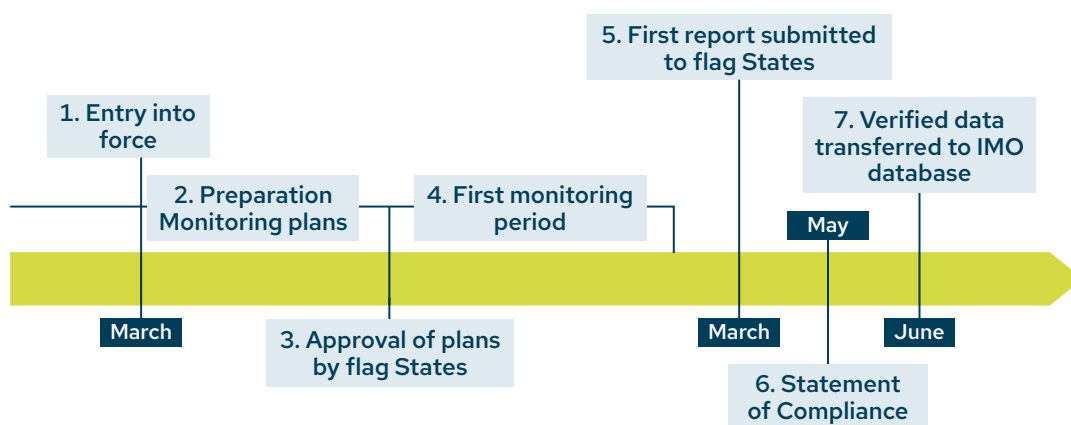 1. Entry into
force
2. Preparation
Monitoring plans
3. Approval of plans
by flag States
4. First monitoring
period
5. First report submitted
to flag States
6. Statement
of Compliance
7. Verified data
transferred to IMO
database
March
March
May
June